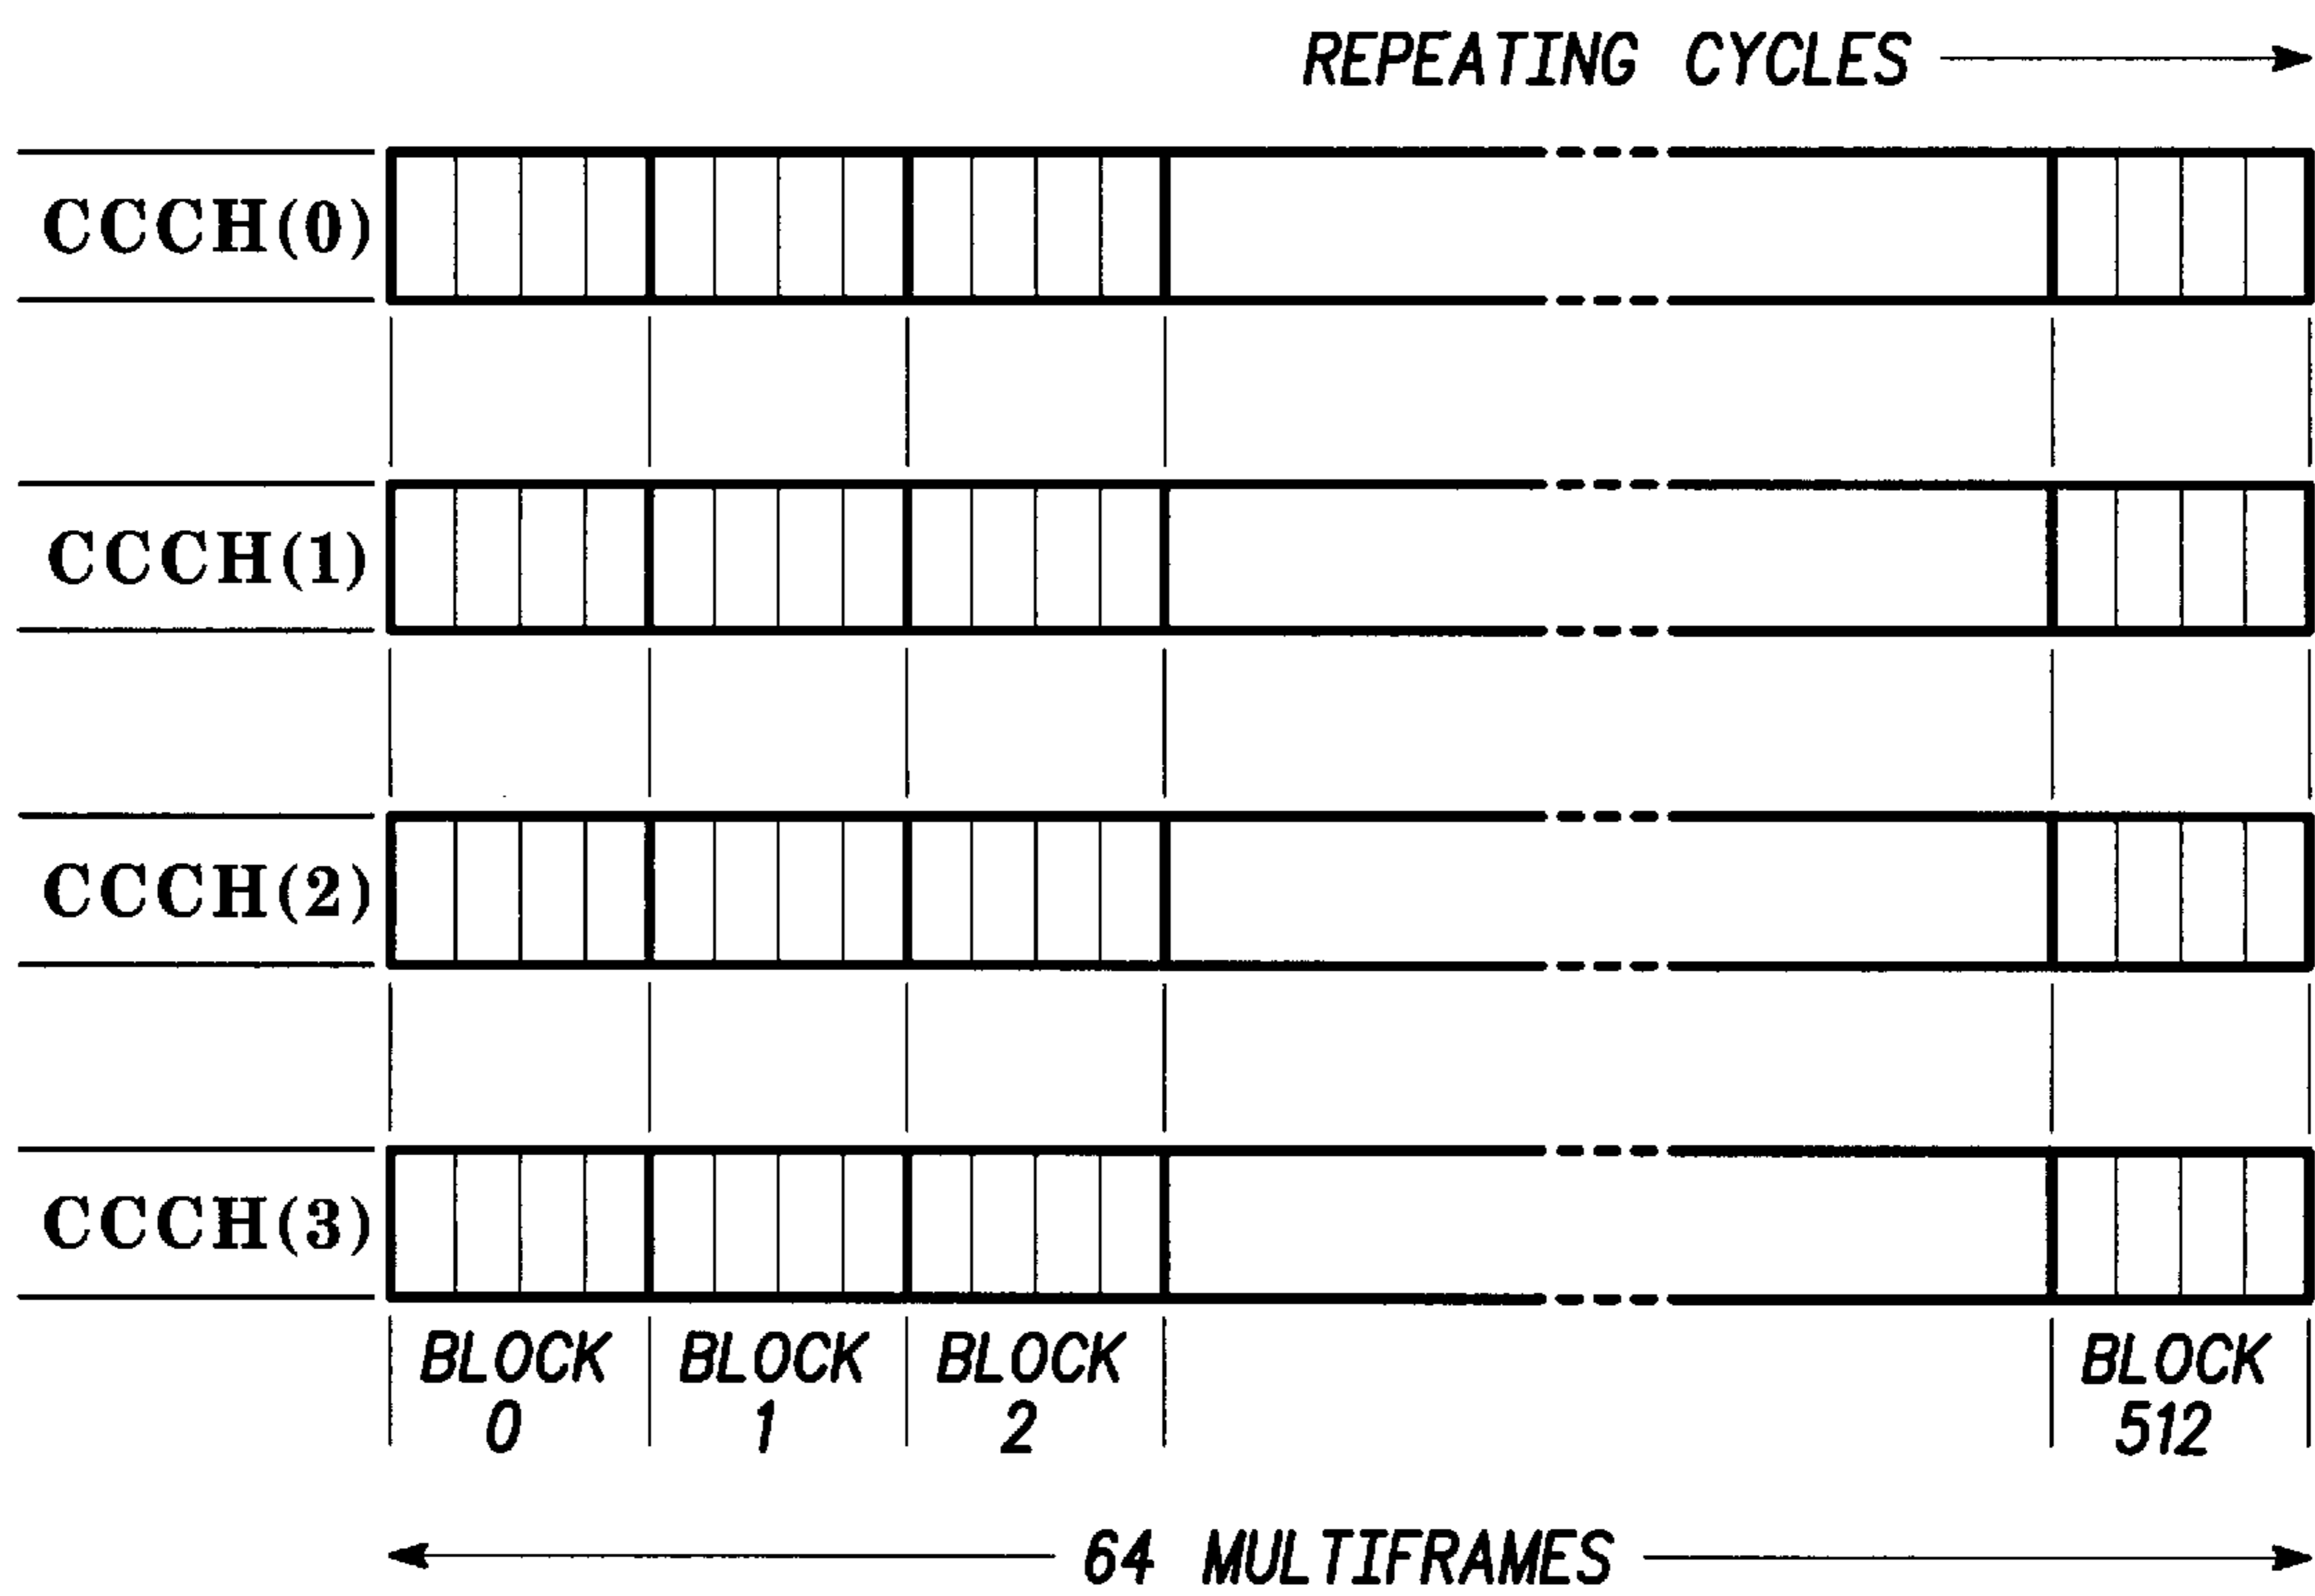 REPEATING CYCLES
CCCH(0)
CCCH(1)
CCCH(2)
CCCH(3)
BLOCK 0
BLOCK 1
BLOCK 2
BLOCK 512
64 MULTIFRAMES